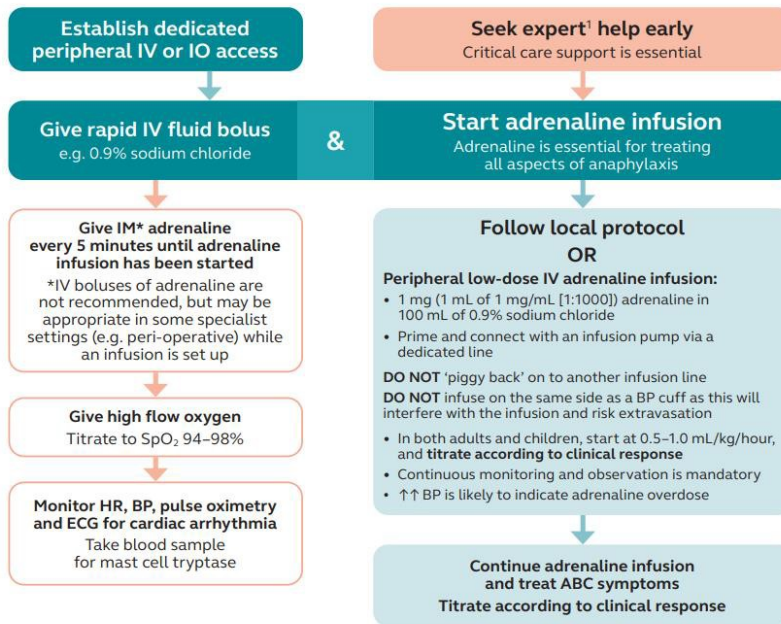 Establish dedicated
peripheral IV or IO access
Seek expert¹ help early
Critical care support is essential
Give rapid IV fluid bolus
e.g. 0.9% sodium chloride
&
Start adrenaline infusion
Adrenaline is essential for treating
all aspects of anaphylaxis
Give IM* adrenaline
every 5 minutes until adrenaline
infusion has been started
*IV boluses of adrenaline are
not recommended, but may be
appropriate in some specialist
settings (e.g. peri-operative) while
an infusion is set up
Give high flow oxygen
Titrate to SpO₂ 94–98%
Monitor HR, BP, pulse oximetry
and ECG for cardiac arrhythmia
Take blood sample
for mast cell tryptase
Follow local protocol
OR
Peripheral low-dose IV adrenaline infusion:
• 1 mg (1 mL of 1 mg/mL [1:1000]) adrenaline in
100 mL of 0.9% sodium chloride
• Prime and connect with an infusion pump via a
dedicated line
DO NOT ‘piggy back’ on to another infusion line
DO NOT infuse on the same side as a BP cuff as this will
interfere with the infusion and risk extravasation
• In both adults and children, start at 0.5–1.0 mL/kg/hour,
and titrate according to clinical response
• Continuous monitoring and observation is mandatory
• ↑↑ BP is likely to indicate adrenaline overdose
Continue adrenaline infusion
and treat ABC symptoms
Titrate according to clinical response